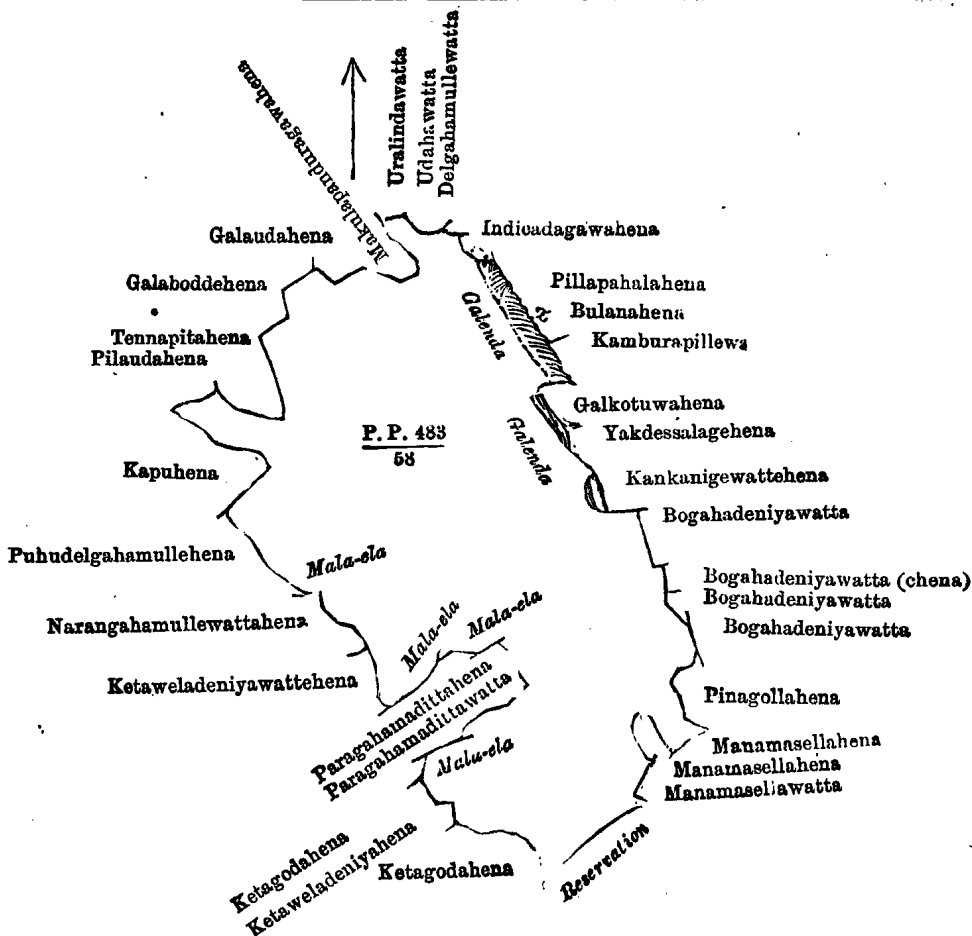 Makulapanduragawahena
Uralindawatta
Udahawatta
Delgahamullewatta
Galaudahena
Indicadagawahena
Galaboddehena
Pillapahalahena
Bulanahena
Galenda
Tennapitahena
Kamburapillewa
Pilaudahena
Galkotuwahena
P. P. 483
58
Galenda
Yakdessalagehena
Kapuhena
Kankanigewattehena
Bogahadeniyawatta
Puhudelgahamullehena
Mala-ela
Bogahadeniyawatta (chena)
Bogahadeniyawatta
Narangahamullewattahena
Mala-ela
Mala-ela
Bogahadeniyawatta
Ketaweladeniyawattehena
Pinagollahena
Paragahamadittahena
Paragahamadittawatta
Mala-ela
Manamasellahena
Manamasellahena
Manamasellawatta
Ketagodahena
Ketaweladeniyahena
Ketagodahena
Reservation